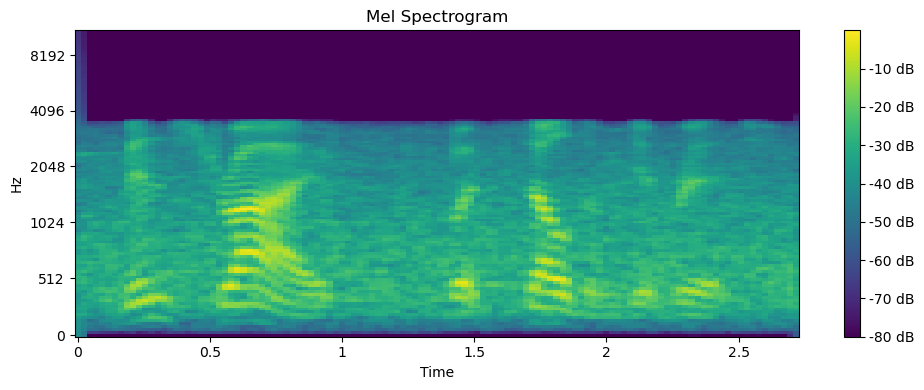 Mel Spectrogram
8192
4096
2048
1024
512
0
Hz
0
0.5
1
1.5
2
2.5
Time
-10 dB
-20 dB
-30 dB
-40 dB
-50 dB
-60 dB
-70 dB
-80 dB